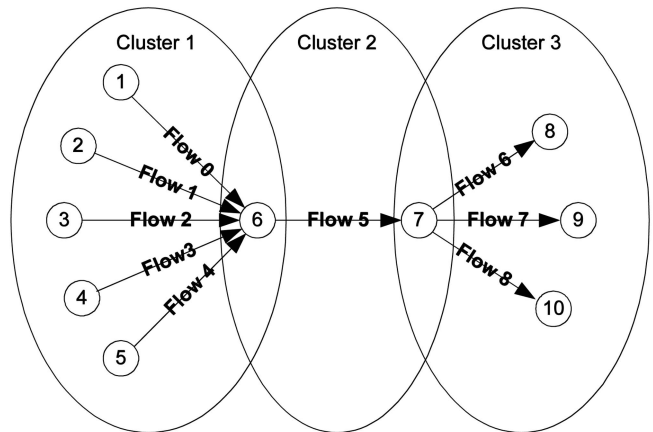 Cluster 1
Cluster 2
Cluster 3
1
2
3
4
5
Flow 0
Flow 1
Flow 2
Flow3
Flow 4
6
Flow 5
7
Flow 6
Flow 7
Flow 8
8
9
10